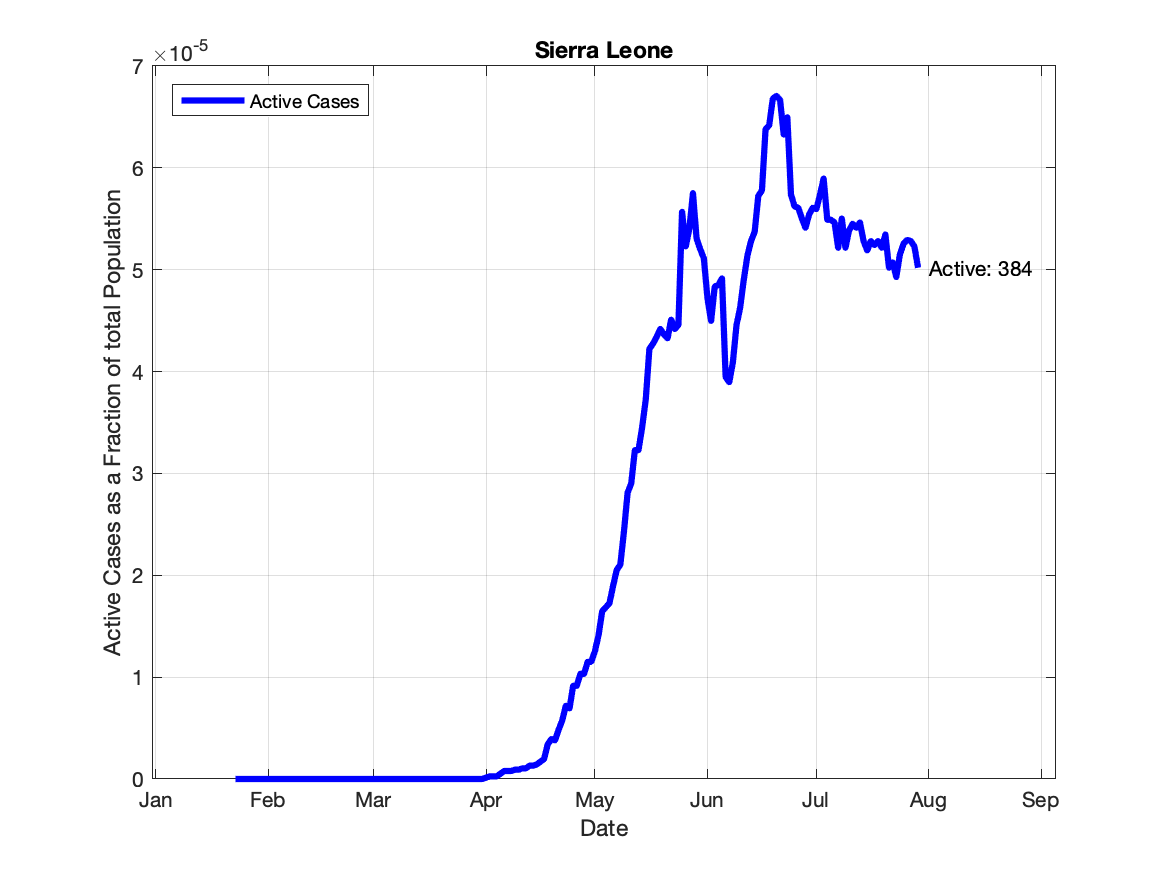 Sierra Leone
×10-5
Active Cases
7
6
5
4
3
2
1
0
Active Cases as a Fraction of total Population
Active: 384
Jan Feb Mar Apr May Jun Jul Aug Sep
Date